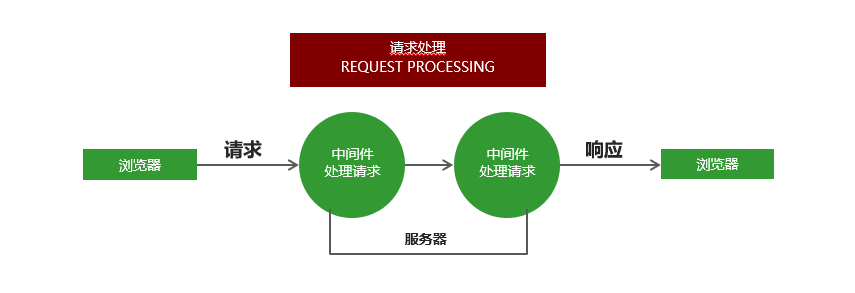 请求处理
REQUEST PROCESSING
浏览器
请求
中间件
处理请求
中间件
处理请求
响应
浏览器
服务器